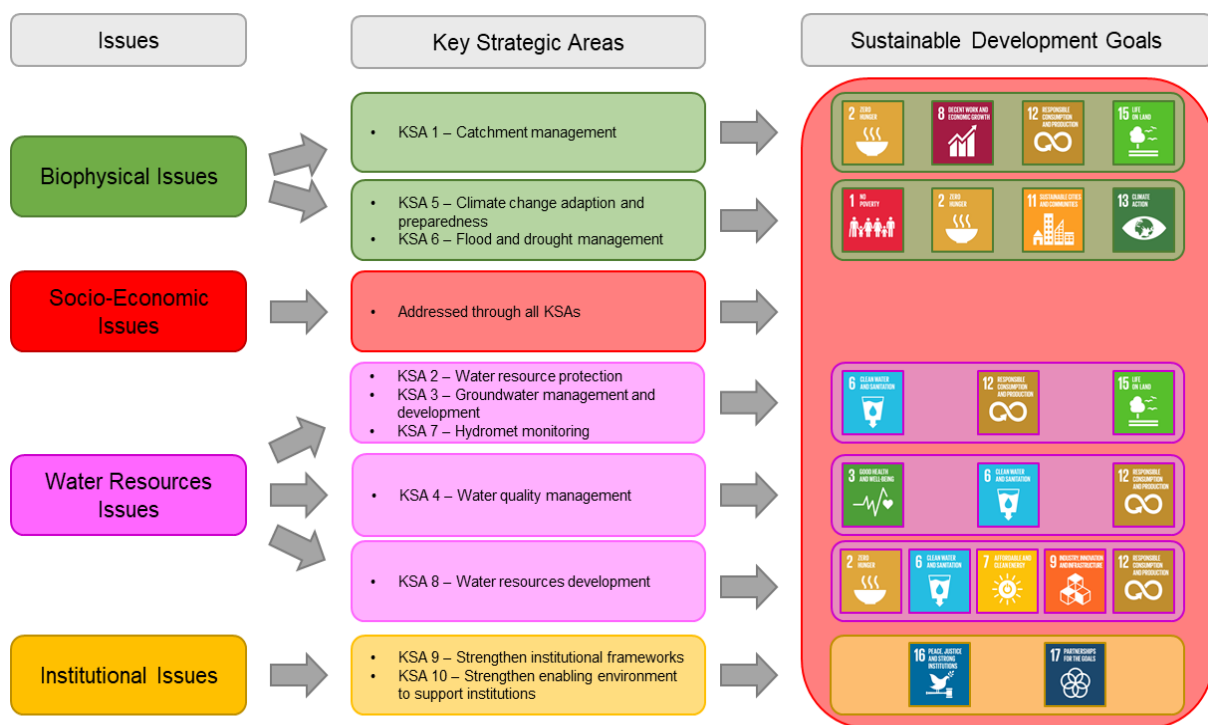 Issues
Key Strategic Areas
Sustainable Development Goals
Biophysical Issues
• KSA 1 – Catchment management
2 ZERO
HUNGER
8 DECENT WORK AND
ECONOMIC GROWTH
12 RESPONSIBLE
CONSUMPTION
AND PRODUCTION
15 LIFE
ON LAND
• KSA 5 – Climate change adaption and
preparedness
• KSA 6 – Flood and drought management
1 NO
POVERTY
2 ZERO
HUNGER
11 SUSTAINABLE CITIES
AND COMMUNITIES
13 CLIMATE
ACTION
Socio-Economic
Issues
• Addressed through all KSAs
Water Resources
Issues
• KSA 2 – Water resource protection
• KSA 3 – Groundwater management and
development
• KSA 7 – Hydromet monitoring
6 CLEAN WATER
AND SANITATION
12 RESPONSIBLE
CONSUMPTION
AND PRODUCTION
15 LIFE
ON LAND
• KSA 4 – Water quality management
3 GOOD HEALTH
AND WELL-BEING
6 CLEAN WATER
AND SANITATION
12 RESPONSIBLE
CONSUMPTION
AND PRODUCTION
• KSA 8 – Water resources development
2 ZERO
HUNGER
6 CLEAN WATER
AND SANITATION
7 AFFORDABLE AND
CLEAN ENERGY
9 INDUSTRY, INNOVATION
AND INFRASTRUCTURE
12 RESPONSIBLE
CONSUMPTION
AND PRODUCTION
Institutional Issues
• KSA 9 – Strengthen institutional frameworks
• KSA 10 – Strengthen enabling environment
to support institutions
16 PEACE, JUSTICE
AND STRONG
INSTITUTIONS
17 PARTNERSHIPS
FOR THE GOALS